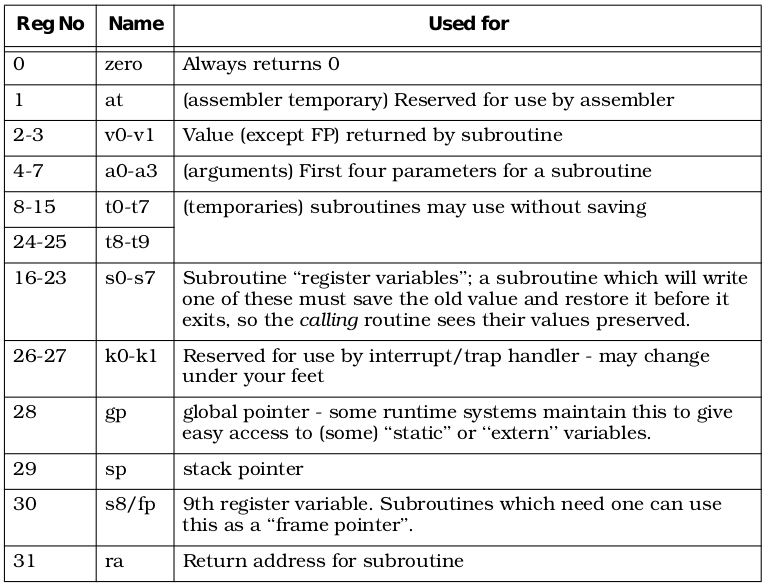 Reg No Name Used for
0 zero Always returns 0
1 at (assembler temporary) Reserved for use by assembler
2-3 v0-v1 Value (except FP) returned by subroutine
4-7 a0-a3 (arguments) First four parameters for a subroutine
8-15 t0-t7 (temporaries) subroutines may use without saving
24-25 t8-t9
16-23 s0-s7 Subroutine “register variables”; a subroutine which will write
one of these must save the old value and restore it before it
exits, so the calling routine sees their values preserved.
26-27 k0-k1 Reserved for use by interrupt/trap handler - may change
under your feet
28 gp global pointer - some runtime systems maintain this to give
easy access to (some) “static” or ‘‘extern’’ variables.
29 sp stack pointer
30 s8/fp 9th register variable. Subroutines which need one can use
this as a “frame pointer”.
31 ra Return address for subroutine